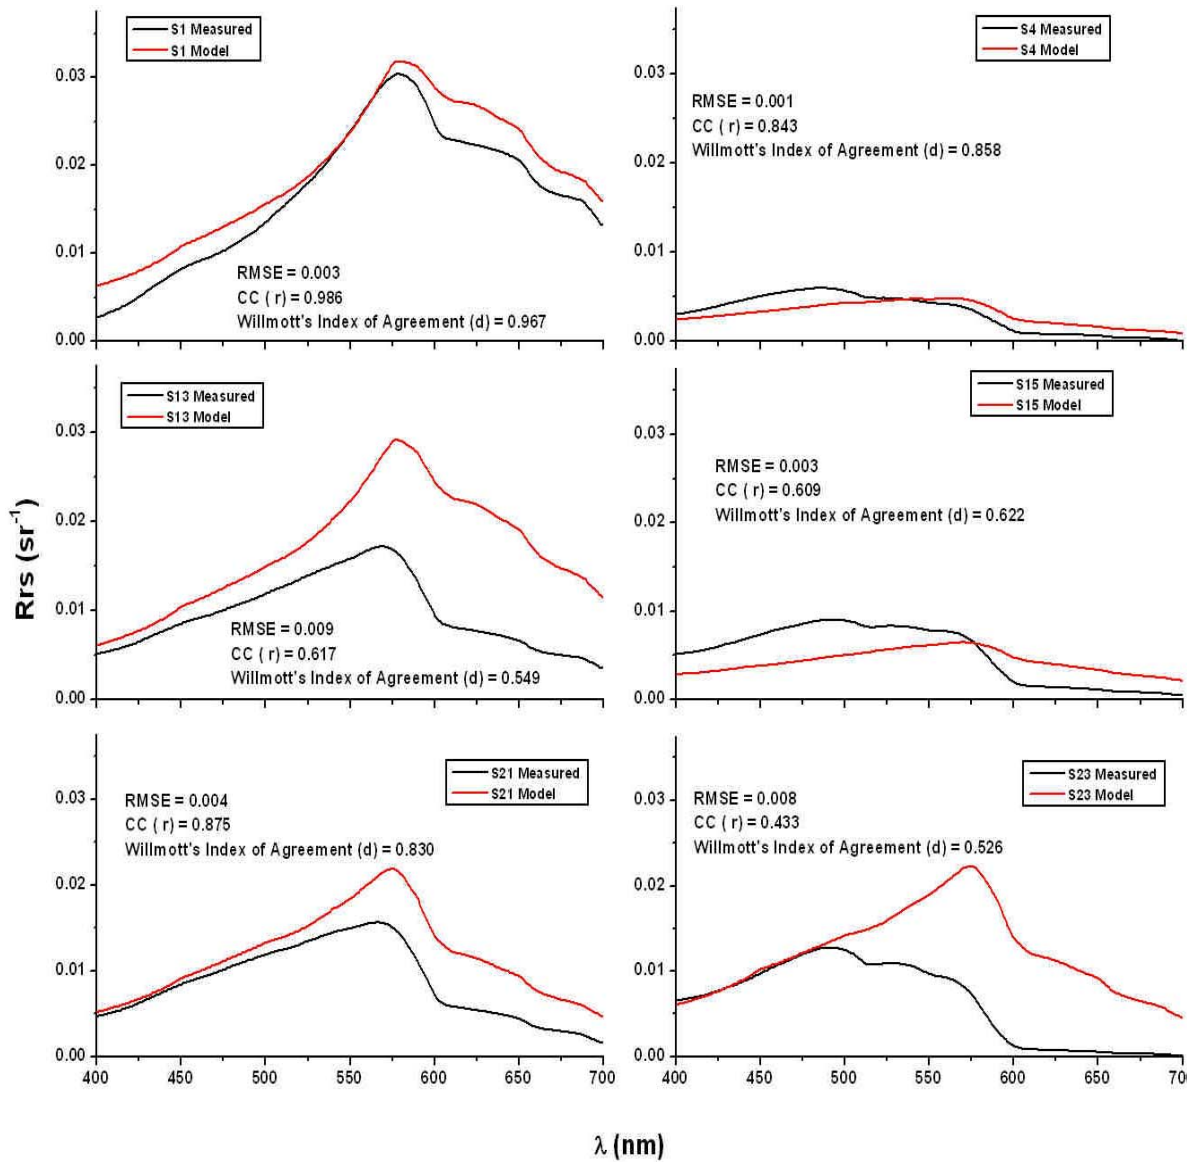 S1 Measured
S1 Model
0.03
0.02
0.01
0.00
RMSE = 0.003
CC ( r) = 0.986
Willmott's Index of Agreement (d) = 0.967
S4 Measured
S4 Model
0.03
0.02
0.01
0.00
RMSE = 0.001
CC ( r) = 0.843
Willmott's Index of Agreement (d) = 0.858
S13 Measured
S13 Model
0.03
0.02
0.01
0.00
RMSE = 0.009
CC ( r) = 0.617
Willmott's Index of Agreement (d) = 0.549
S15 Measured
S15 Model
0.03
0.02
0.01
0.00
RMSE = 0.003
CC ( r) = 0.609
Willmott's Index of Agreement (d) = 0.622
Rrs (sr⁻¹)
S21 Measured
S21 Model
0.03
0.02
0.01
0.00
RMSE = 0.004
CC ( r) = 0.875
Willmott's Index of Agreement (d) = 0.830
400 450 500 550 600 650 700
S23 Measured
S23 Model
0.03
0.02
0.01
0.00
RMSE = 0.008
CC ( r) = 0.433
Willmott's Index of Agreement (d) = 0.526
400 450 500 550 600 650 700
λ (nm)